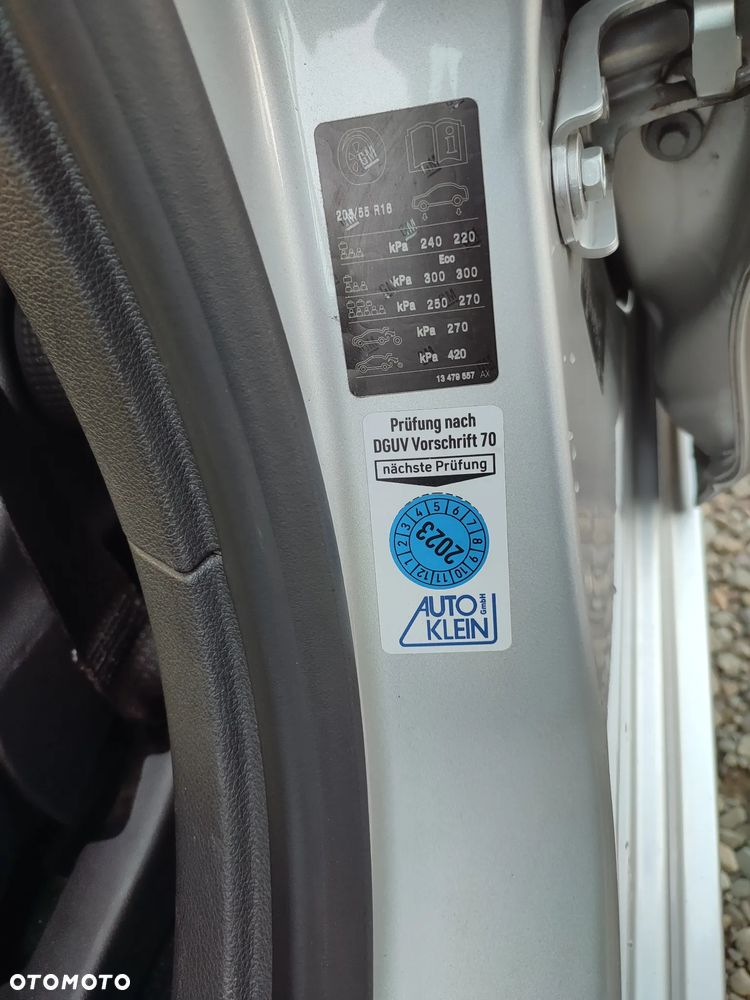 GM
i
205/55 R16
kPa 240 220
Eco
kPa 300 300
kPa 250 270
kPa 270
kPa 420
13 479 557 AX
Prüfung nach
DGUV Vorschrift 70
nächste Prüfung
1 2 3 4 5 6 7 8 9 10 11 12
2023
AUTO
KLEIN
GmbH
OTOMOTO